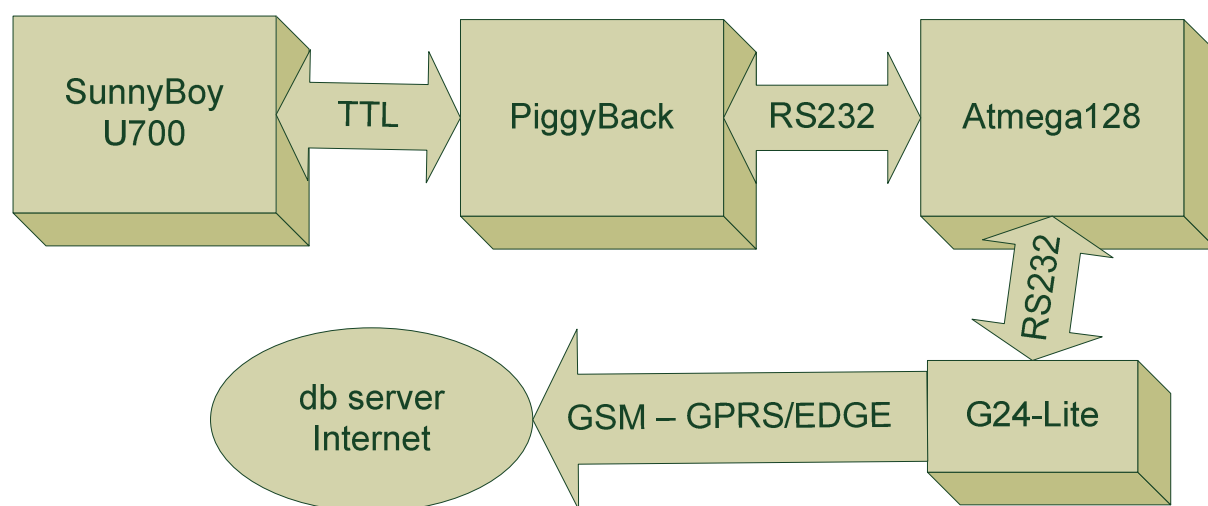 SunnyBoy
U700
TTL
PiggyBack
RS232
Atmega128
RS232
db server
Internet
GSM – GPRS/EDGE
G24-Lite